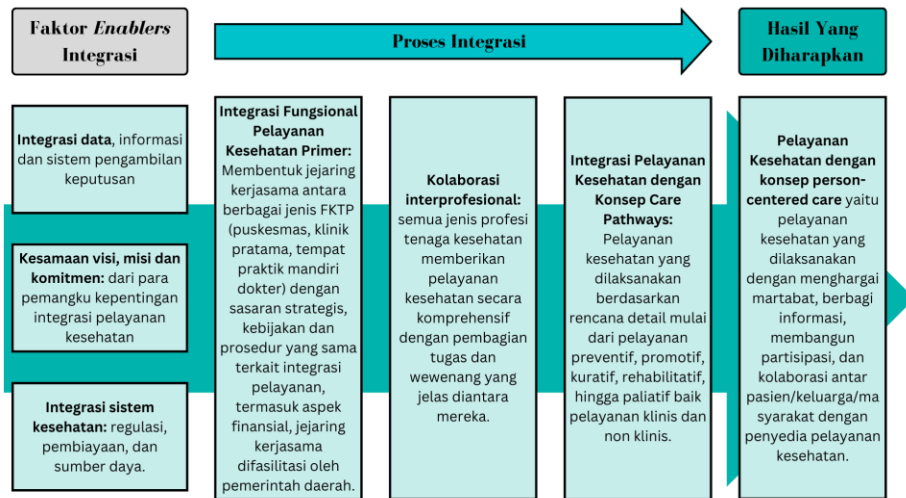 Faktor Enablers
Integrasi
Proses Integrasi
Hasil Yang
Diharapkan
Integrasi data, informasi
dan sistem pengambilan
keputusan
Kesamaan visi, misi dan
komitmen: dari para
pemangku kepentingan
integrasi pelayanan
kesehatan
Integrasi sistem
kesehatan: regulasi,
pembiayaan, dan
sumber daya.
Integrasi Fungsional
Pelayanan
Kesehatan Primer:
Membentuk jejaring
kerjasama antara
berbagai jenis FKTP
(puskesmas, klinik
pratama, tempat
praktik mandiri
dokter) dengan
sasaran strategis,
kebijakan dan
prosedur yang sama
terkait integrasi
pelayanan,
termasuk aspek
finansial, jejaring
kerjasama
difasilitasi oleh
pemerintah daerah.
Kolaborasi
interprofesional:
semua jenis profesi
tenaga kesehatan
memberikan
pelayanan
kesehatan secara
komprehensif
dengan pembagian
tugas dan
wewenang yang
jelas diantara
mereka.
Integrasi Pelayanan
Kesehatan dengan
Konsep Care
Pathways:
Pelayanan
kesehatan yang
dilaksanakan
berdasarkan
rencana detail mulai
dari pelayanan
preventif, promotif,
kuratif, rehabilitatif,
hingga paliatif baik
pelayanan klinis dan
non klinis.
Pelayanan
Kesehatan dengan
konsep person-
centered care yaitu
pelayanan
kesehatan yang
dilaksanakan
dengan menghargai
martabat, berbagi
informasi,
membangun
partisipasi, dan
kolaborasi antar
pasien/keluarga/ma
syarakat dengan
penyedia pelayanan
kesehatan.